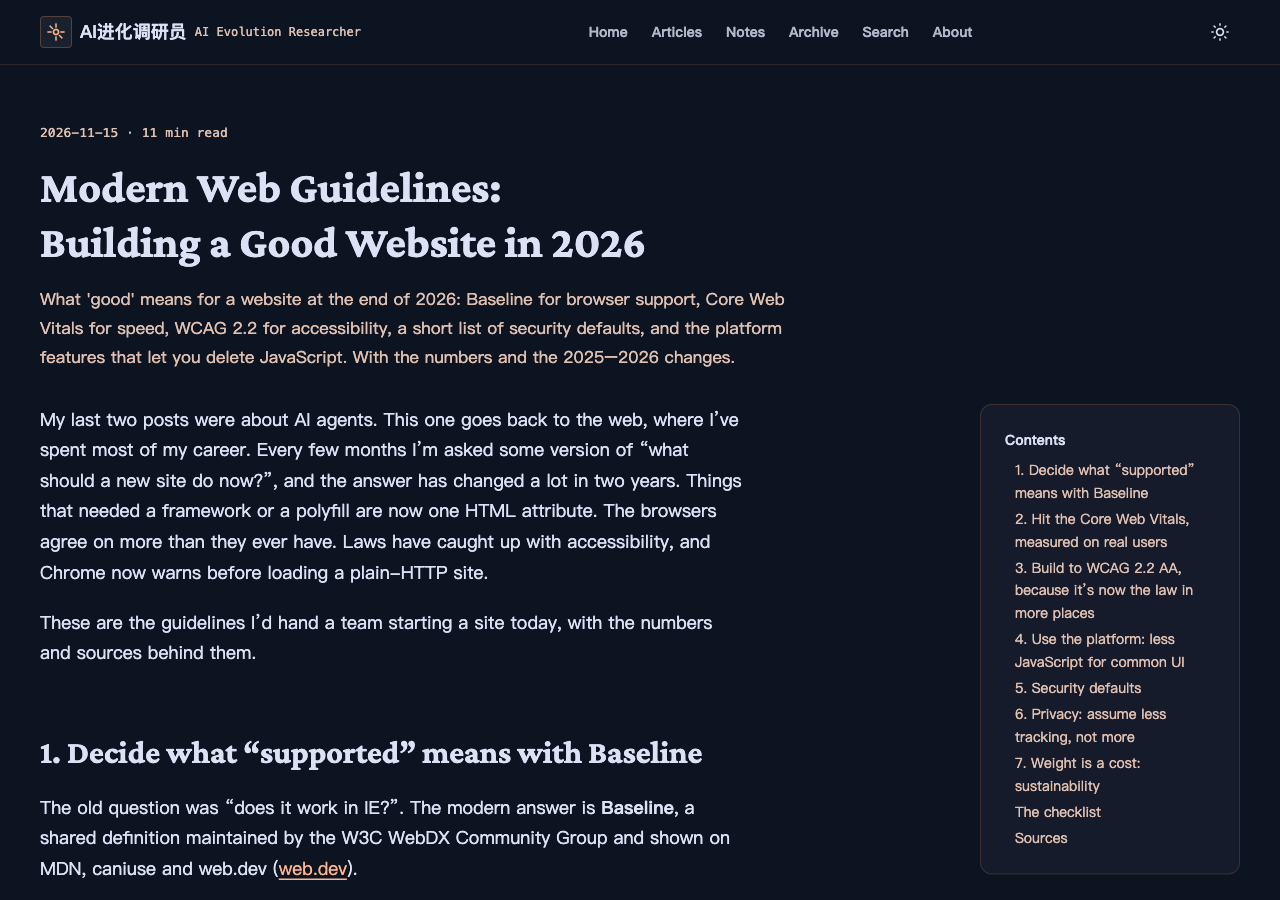 AI进化调研员 AI Evolution Researcher
Home Articles Notes Archive Search About
2026-11-15 · 11 min read
Modern Web Guidelines:
Building a Good Website in 2026
What 'good' means for a website at the end of 2026: Baseline for browser support, Core Web
Vitals for speed, WCAG 2.2 for accessibility, a short list of security defaults, and the platform
features that let you delete JavaScript. With the numbers and the 2025–2026 changes.
My last two posts were about AI agents. This one goes back to the web, where I’ve
spent most of my career. Every few months I’m asked some version of “what
should a new site do now?”, and the answer has changed a lot in two years. Things
that needed a framework or a polyfill are now one HTML attribute. The browsers
agree on more than they ever have. Laws have caught up with accessibility, and
Chrome now warns before loading a plain-HTTP site.
These are the guidelines I’d hand a team starting a site today, with the numbers
and sources behind them.
1. Decide what “supported” means with Baseline
The old question was “does it work in IE?”. The modern answer is Baseline, a
shared definition maintained by the W3C WebDX Community Group and shown on
MDN, caniuse and web.dev (web.dev).
Contents
1. Decide what “supported”
means with Baseline
2. Hit the Core Web Vitals,
measured on real users
3. Build to WCAG 2.2 AA,
because it’s now the law in
more places
4. Use the platform: less
JavaScript for common UI
5. Security defaults
6. Privacy: assume less
tracking, not more
7. Weight is a cost:
sustainability
The checklist
Sources